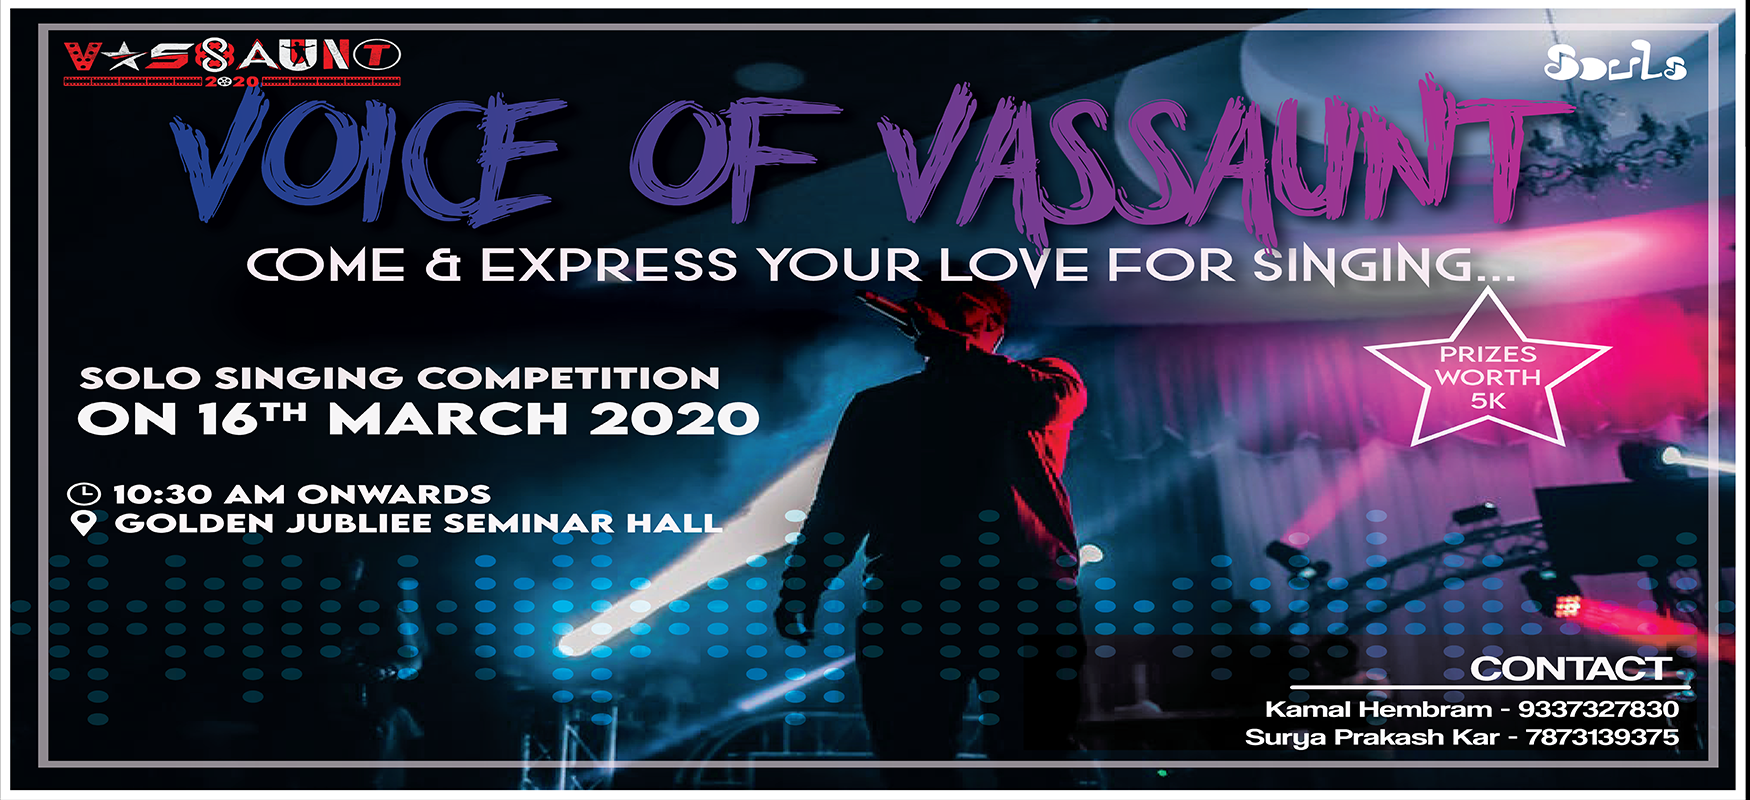 VASSAUNT
2020
Souls
VOICE OF VASSAUNT
COME & EXPRESS YOUR LOVE FOR SINGING...
PRIZES
WORTH
5K
SOLO SINGING COMPETITION
ON 16TH MARCH 2020
10:30 AM ONWARDS
GOLDEN JUBLIEE SEMINAR HALL
CONTACT
Kamal Hembram - 9337327830
Surya Prakash Kar - 7873139375